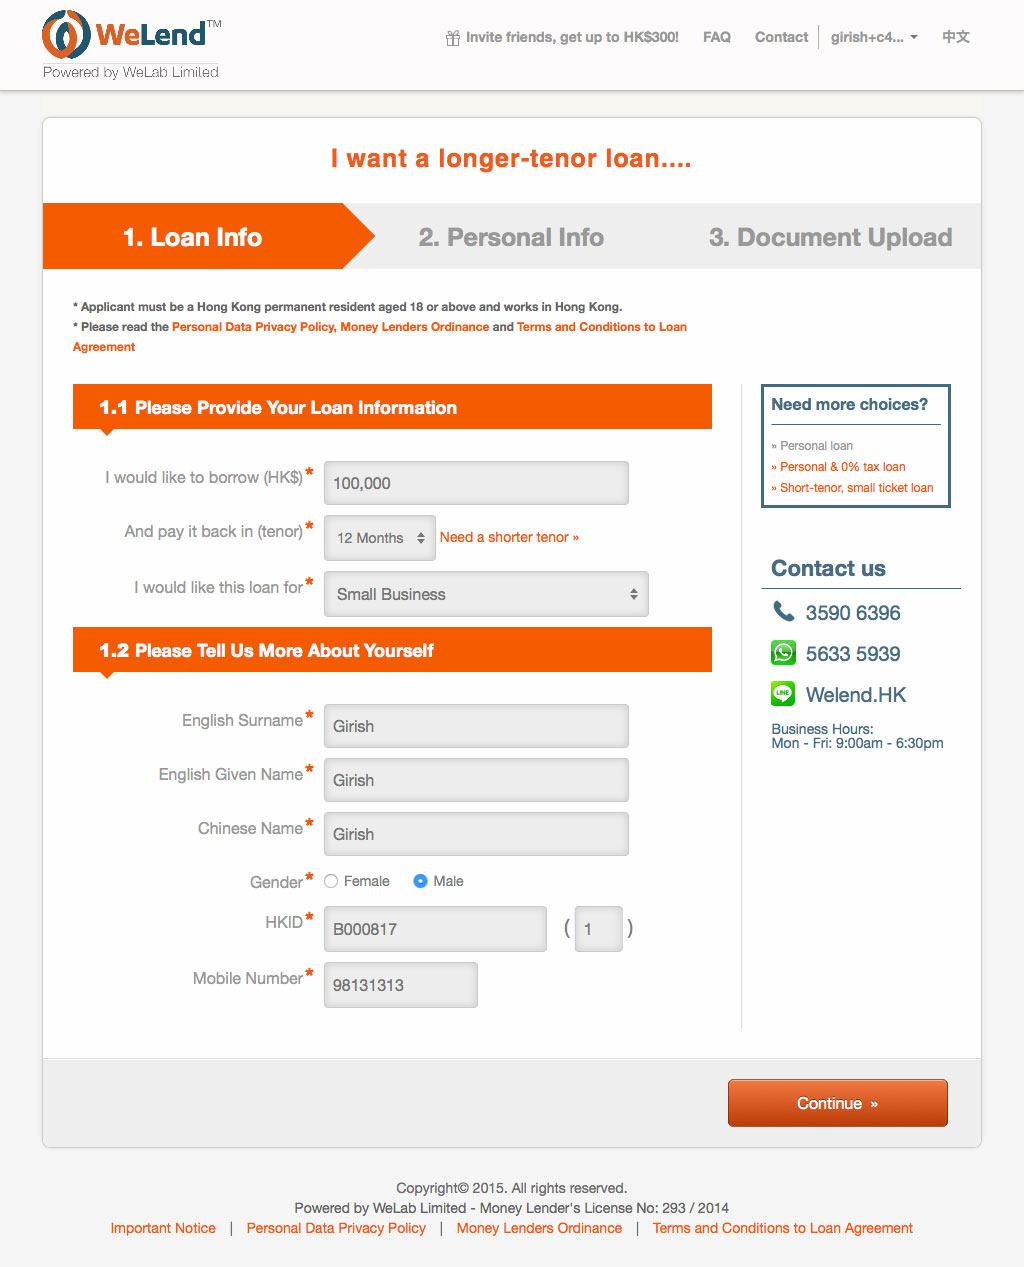 WeLend™
Powered by WeLab Limited
Invite friends, get up to HK$300! FAQ Contact girish+c4... 中文
I want a longer-tenor loan....
1. Loan Info 2. Personal Info 3. Document Upload
* Applicant must be a Hong Kong permanent resident aged 18 or above and works in Hong Kong.
* Please read the Personal Data Privacy Policy, Money Lenders Ordinance and Terms and Conditions to Loan
Agreement
1.1 Please Provide Your Loan Information
I would like to borrow (HK$)* 100,000
And pay it back in (tenor)* 12 Months Need a shorter tenor »
I would like this loan for* Small Business
1.2 Please Tell Us More About Yourself
English Surname* Girish
English Given Name* Girish
Chinese Name* Girish
Gender* Female Male
HKID* B000817 ( 1 )
Mobile Number* 98131313
Need more choices?
» Personal loan
» Personal & 0% tax loan
» Short-tenor, small ticket loan
Contact us
3590 6396
5633 5939
LINE Welend.HK
Business Hours:
Mon - Fri: 9:00am - 6:30pm
Continue »
Copyright© 2015. All rights reserved.
Powered by WeLab Limited - Money Lender's License No: 293 / 2014
Important Notice | Personal Data Privacy Policy | Money Lenders Ordinance | Terms and Conditions to Loan Agreement